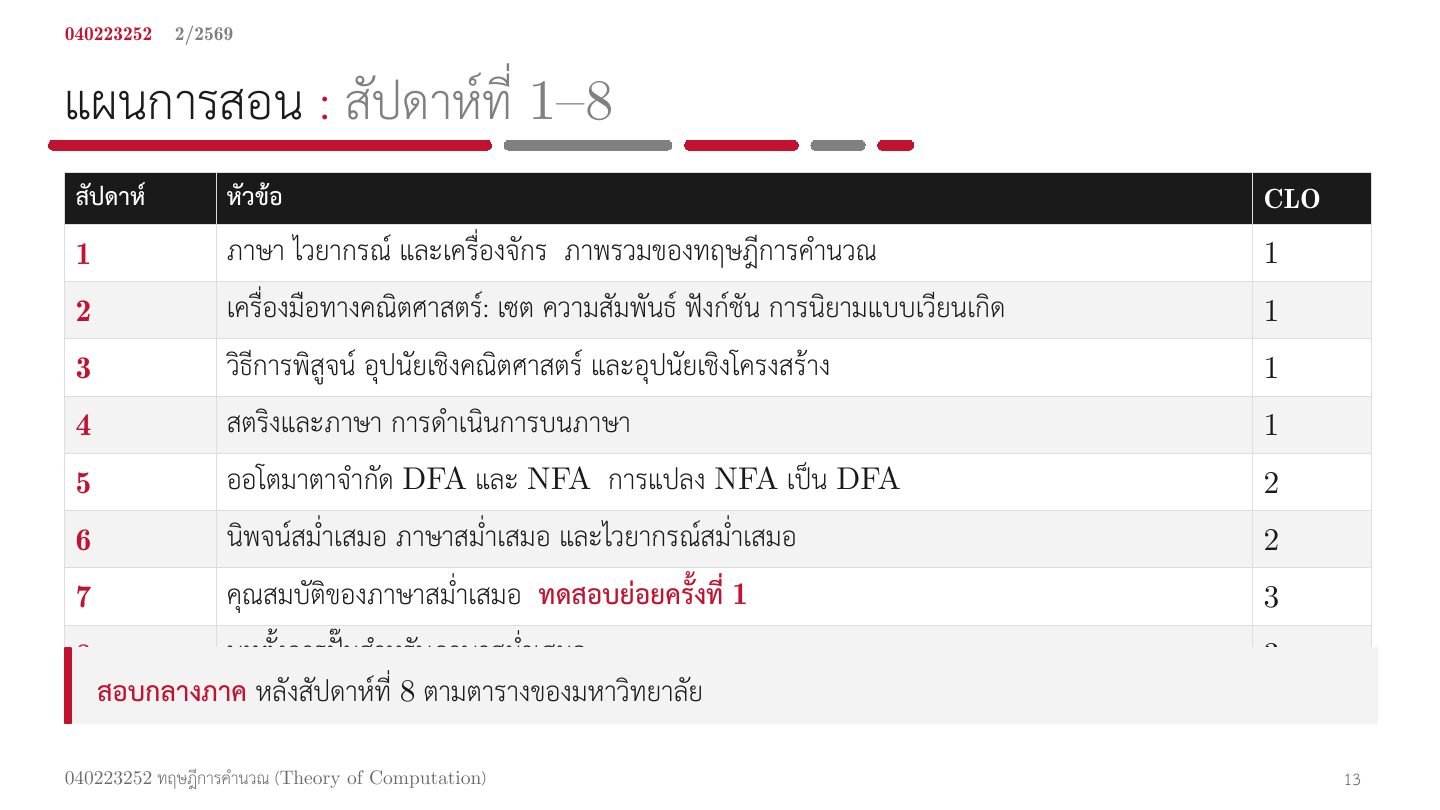 040223252 2/2569
แผนการสอน : สัปดาห์ที่ 1–8
สัปดาห์ หัวข้อ CLO
1 ภาษา ไวยากรณ์ และเครื่องจักร ภาพรวมของทฤษฎีการคำนวณ 1
2 เครื่องมือทางคณิตศาสตร์: เซต ความสัมพันธ์ ฟังก์ชัน การนิยามแบบเวียนเกิด 1
3 วิธีการพิสูจน์ อุปนัยเชิงคณิตศาสตร์ และอุปนัยเชิงโครงสร้าง 1
4 สตริงและภาษา การดำเนินการบนภาษา 1
5 ออโตมาตาจำกัด DFA และ NFA การแปลง NFA เป็น DFA 2
6 นิพจน์สม่ำเสมอ ภาษาสม่ำเสมอ และไวยากรณ์สม่ำเสมอ 2
7 คุณสมบัติของภาษาสม่ำเสมอ ทดสอบย่อยครั้งที่ 1 3
สอบกลางภาค หลังสัปดาห์ที่ 8 ตามตารางของมหาวิทยาลัย
040223252 ทฤษฎีการคำนวณ (Theory of Computation) 13